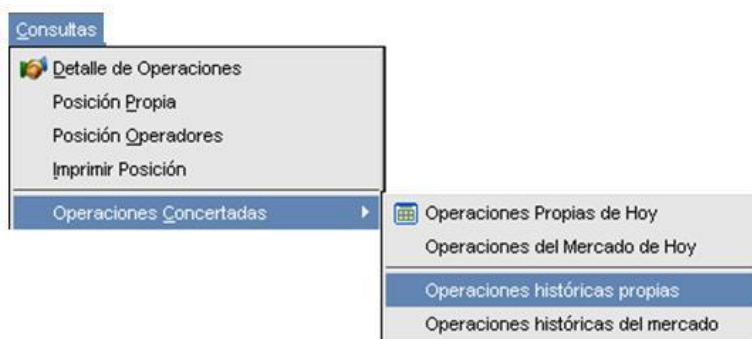 Consultas
Detalle de Operaciones
Posición Propia
Posición Operadores
Imprimir Posición
Operaciones Concertadas
Operaciones Propias de Hoy
Operaciones del Mercado de Hoy
Operaciones históricas propias
Operaciones históricas del mercado